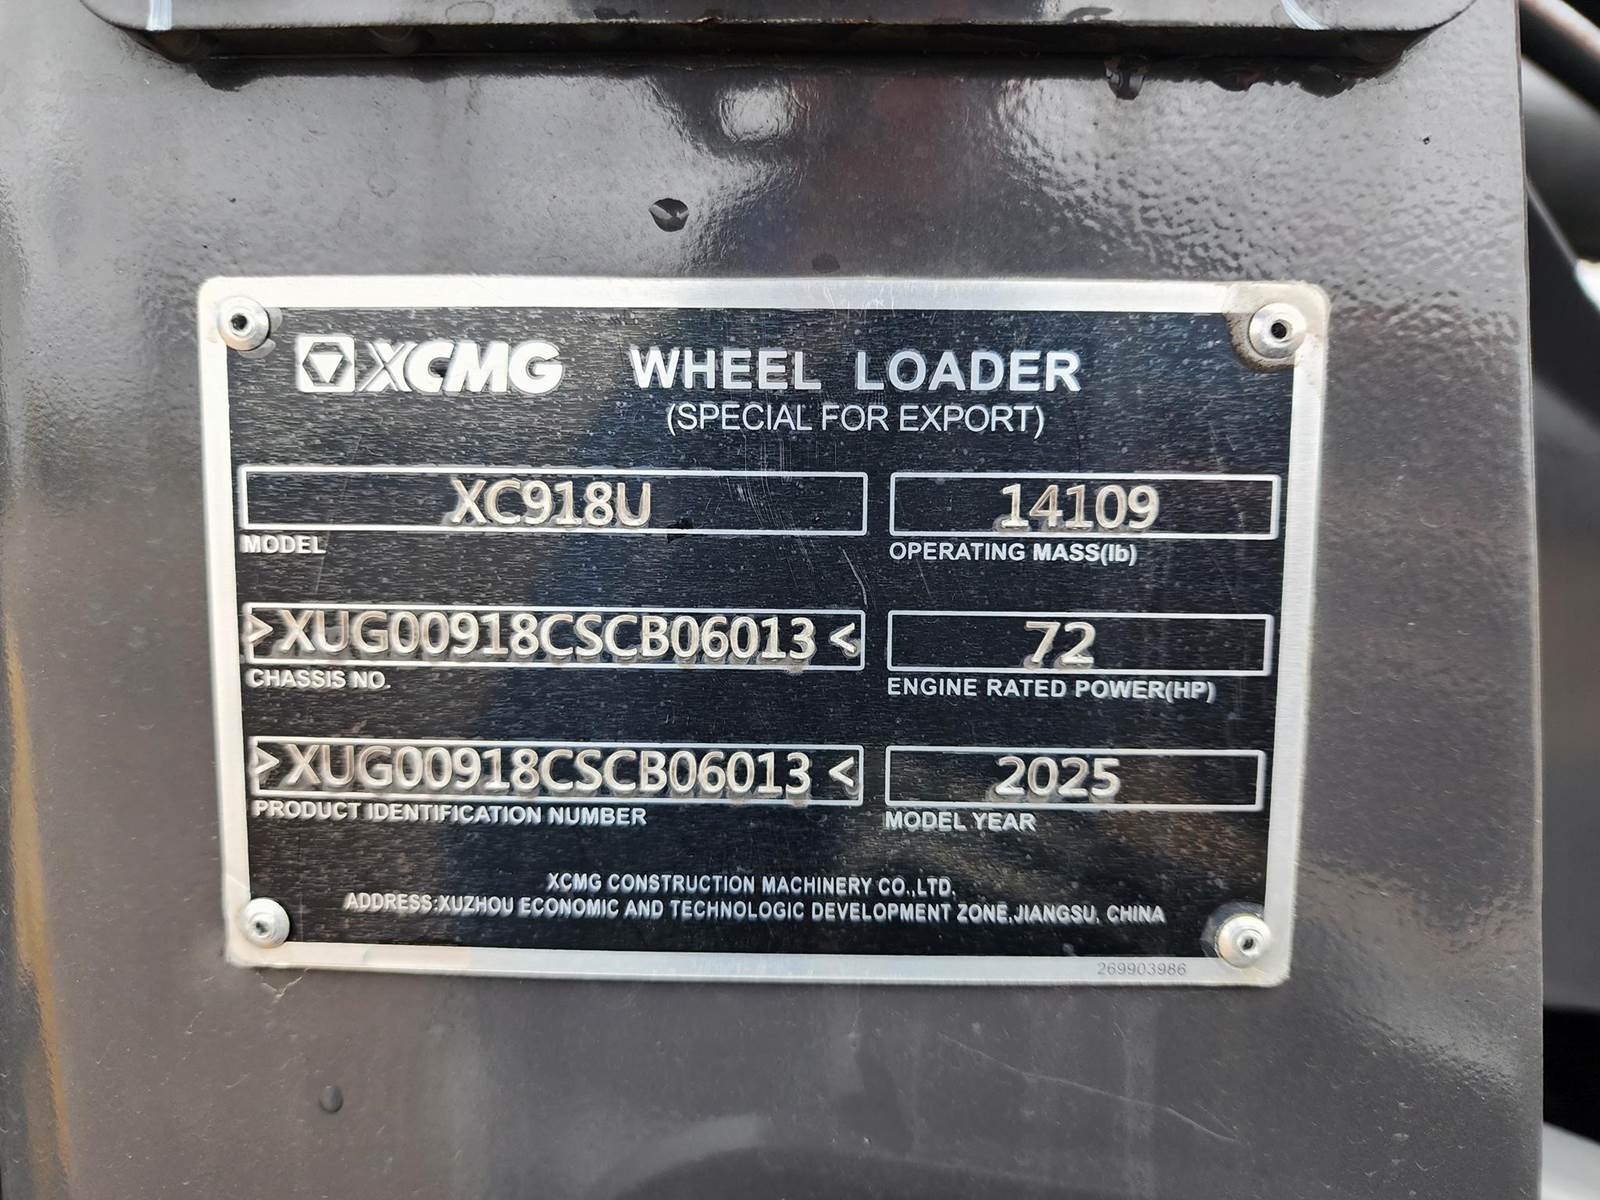 XCMG WHEEL LOADER
(SPECIAL FOR EXPORT)
XC918U 14109
MODEL OPERATING MASS(lb)
>XUG00918CSCB06013< 72
CHASSIS NO. ENGINE RATED POWER(HP)
>XUG00918CSCB06013< 2025
PRODUCT IDENTIFICATION NUMBER MODEL YEAR
XCMG CONSTRUCTION MACHINERY CO.,LTD.
ADDRESS:XUZHOU ECONOMIC AND TECHNOLOGIC DEVELOPMENT ZONE,JIANGSU, CHINA
269903986